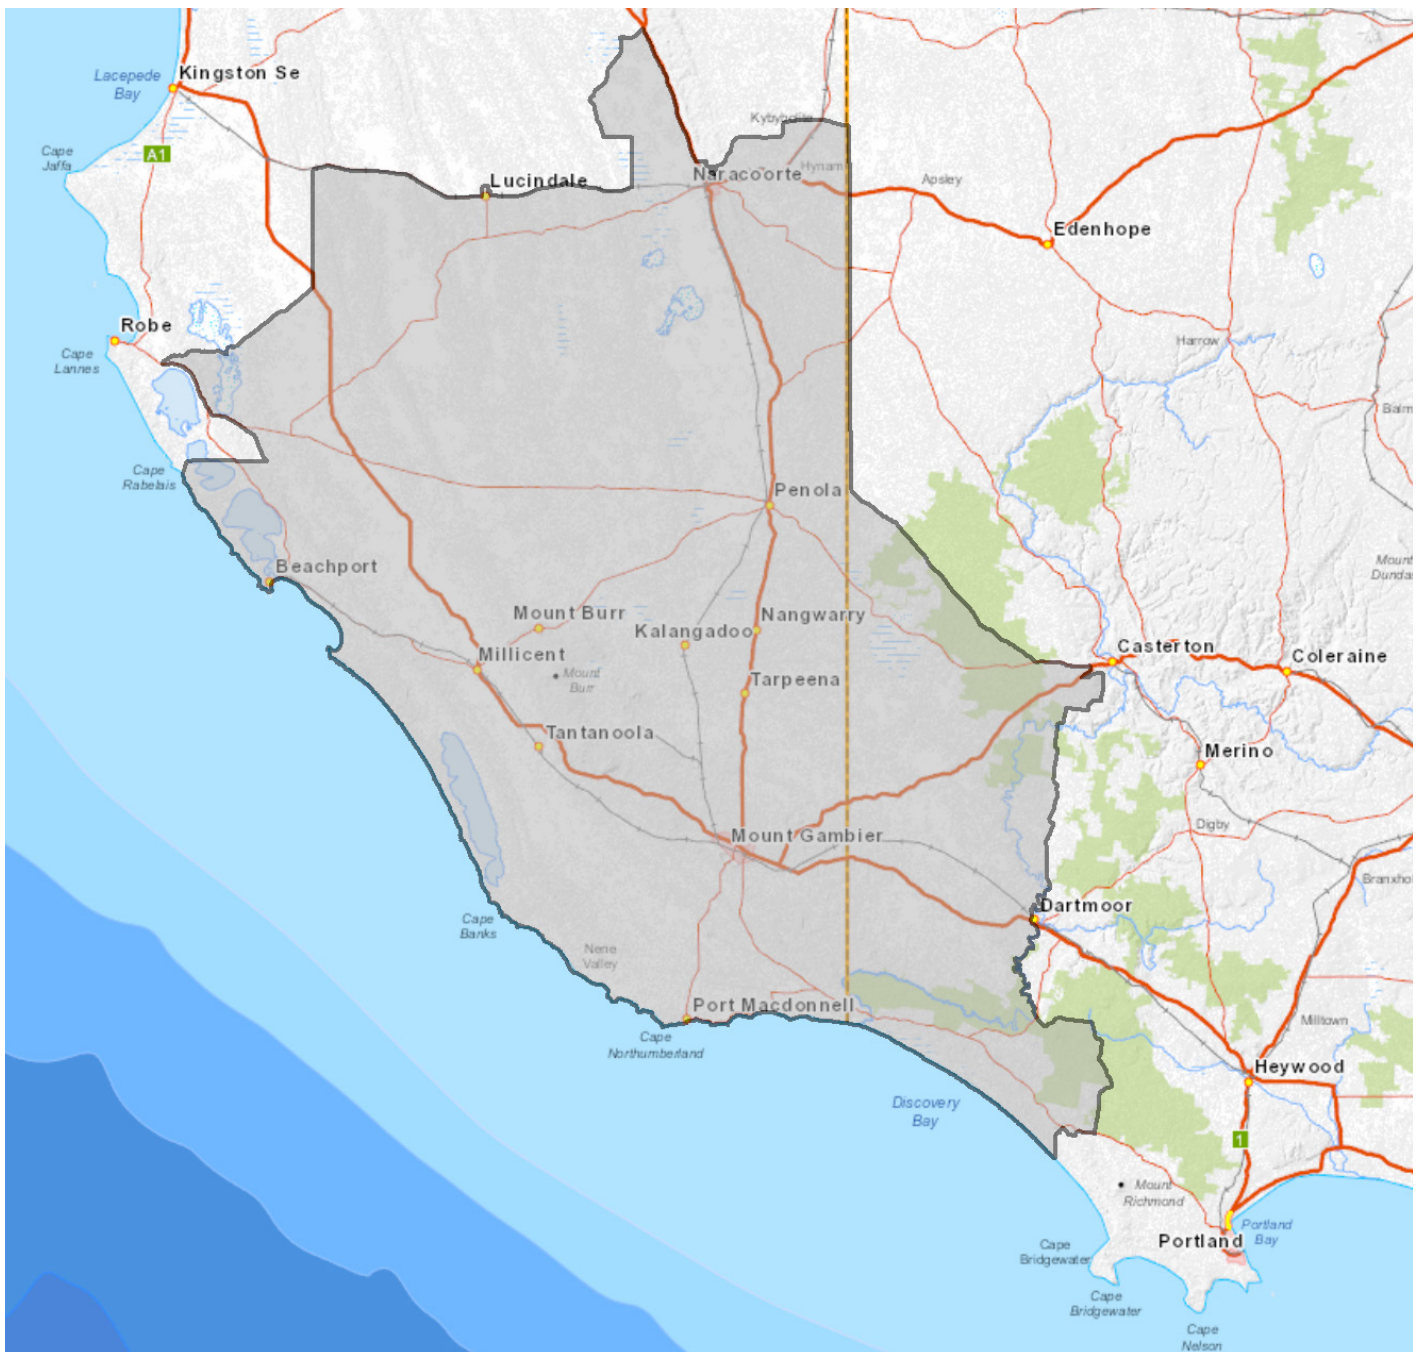 Lacepede
Bay
Kingston Se
Cape
Jaffa
A1
Kybybolite
Lucindale
Naracoorte
Hynam
Apsley
Edenhope
Robe
Cape
Lannes
Harrow
Cape
Rabelais
Penola
Beachport
Mount Burr
Nangwarry
Kalangadoo
Millicent
Mount
Burr
Tarpeena
Casterton
Coleraine
Mount
Tantanoola
Merino
Mount Gambier
Digby
Dartmoor
Cape
Banks
Nene
Valley
Port Macdonnell
Cape
Northumberland
Milltown
Heywood
Discovery
Bay
1
Mount
Richmond
Portland
Bay
Portland
Cape
Bridgewater
Cape
Bridgewater
Cape
Nelson